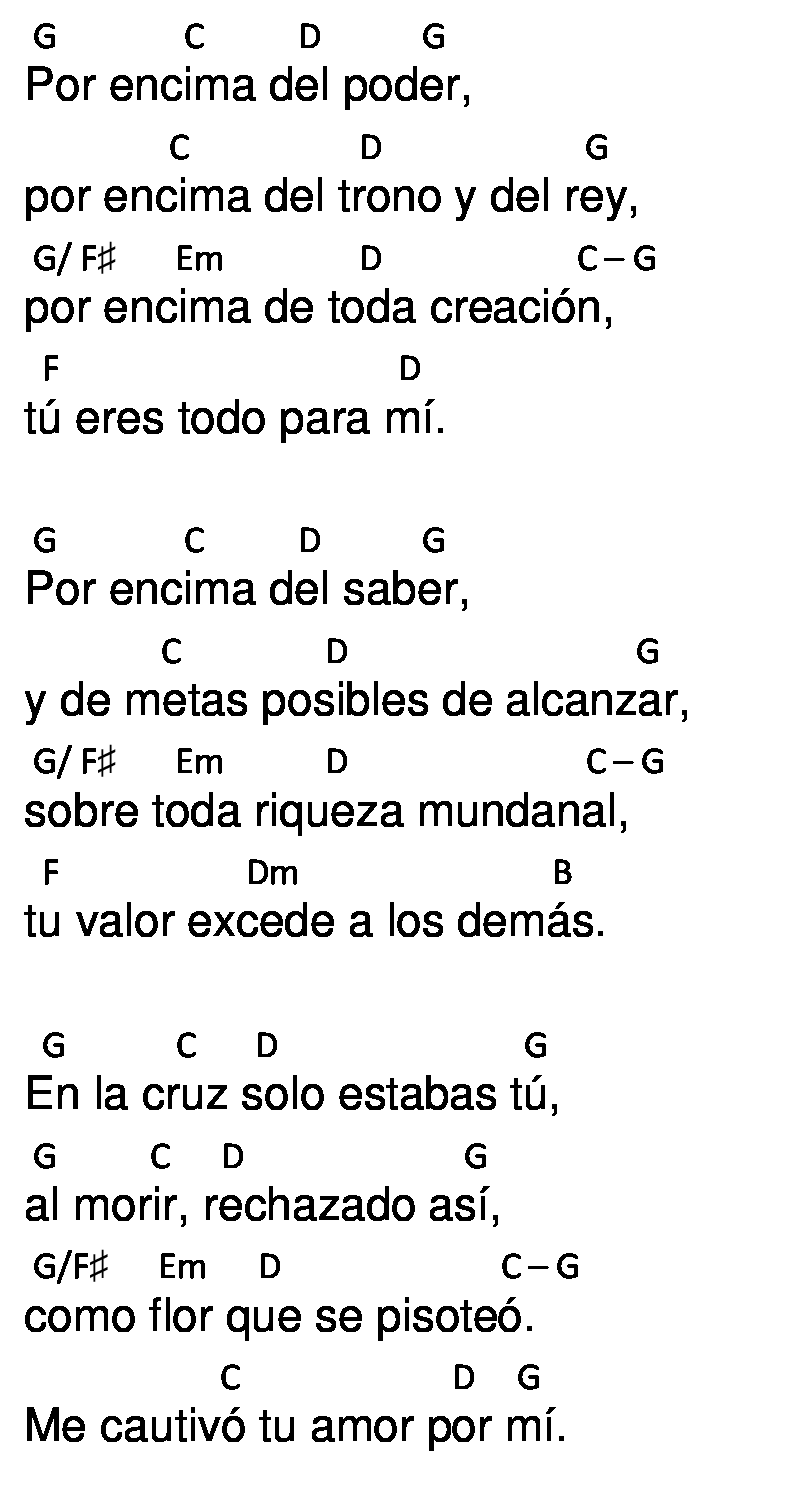 G C D G
Por encima del poder,
C D G
por encima del trono y del rey,
G/ F♯ Em D C – G
por encima de toda creación,
F D
tú eres todo para mí.
G C D G
Por encima del saber,
C D G
y de metas posibles de alcanzar,
G/ F♯ Em D C – G
sobre toda riqueza mundanal,
F Dm B
tu valor excede a los demás.
G C D G
En la cruz solo estabas tú,
G C D G
al morir, rechazado así,
G/F♯ Em D C – G
como flor que se pisoteó.
C D G
Me cautivó tu amor por mí.